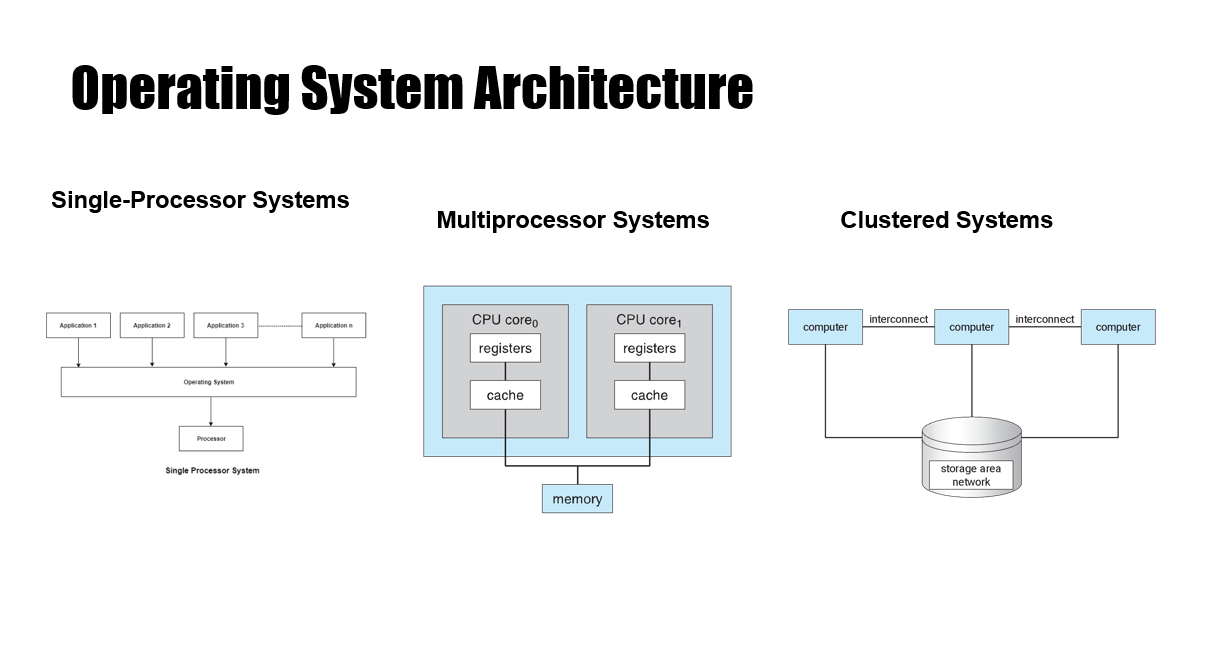 Operating System Architecture
Single-Processor Systems
Application 1
Application 2
Application 3
Application n
Operating System
Processor
Single Processor System
Multiprocessor Systems
CPU core₀
CPU core₁
registers
registers
cache
cache
memory
Clustered Systems
computer
interconnect
computer
interconnect
computer
storage area
network